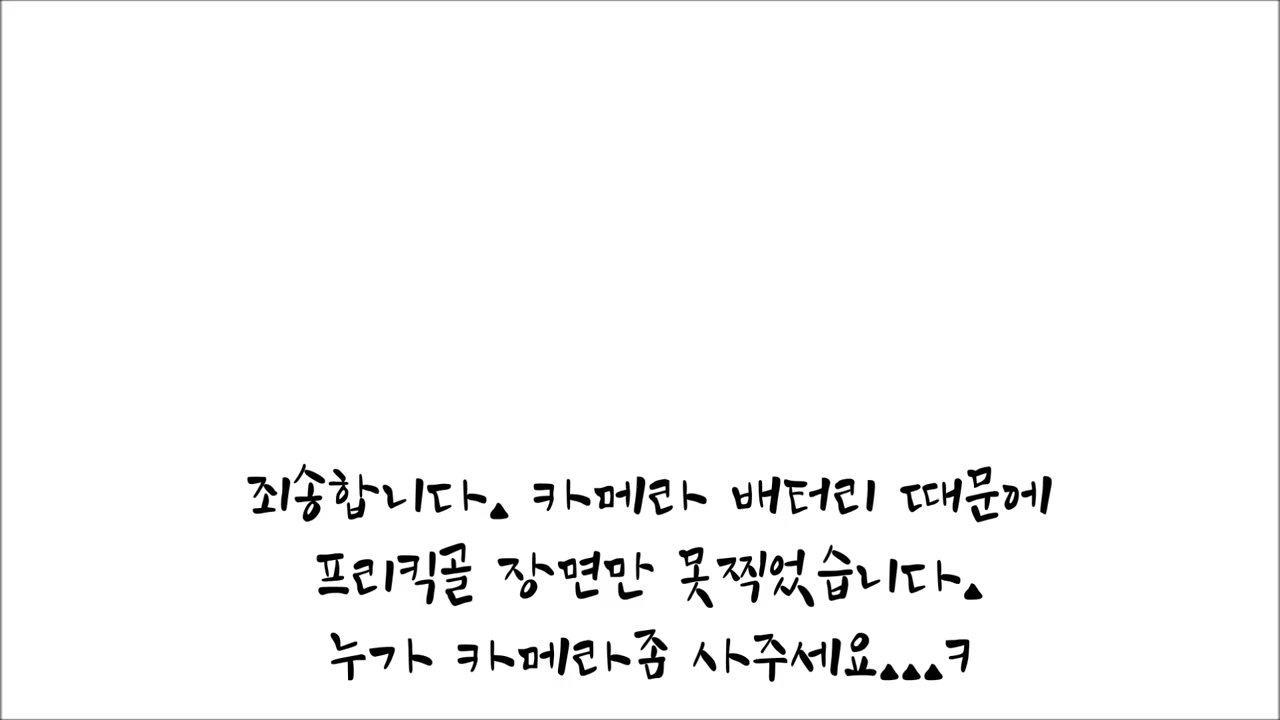 죄송합니다. 카메라 배터리 때문에
프리킥골 장면만 못찍었습니다.
누가 카메라좀 사주세요...ㅋ